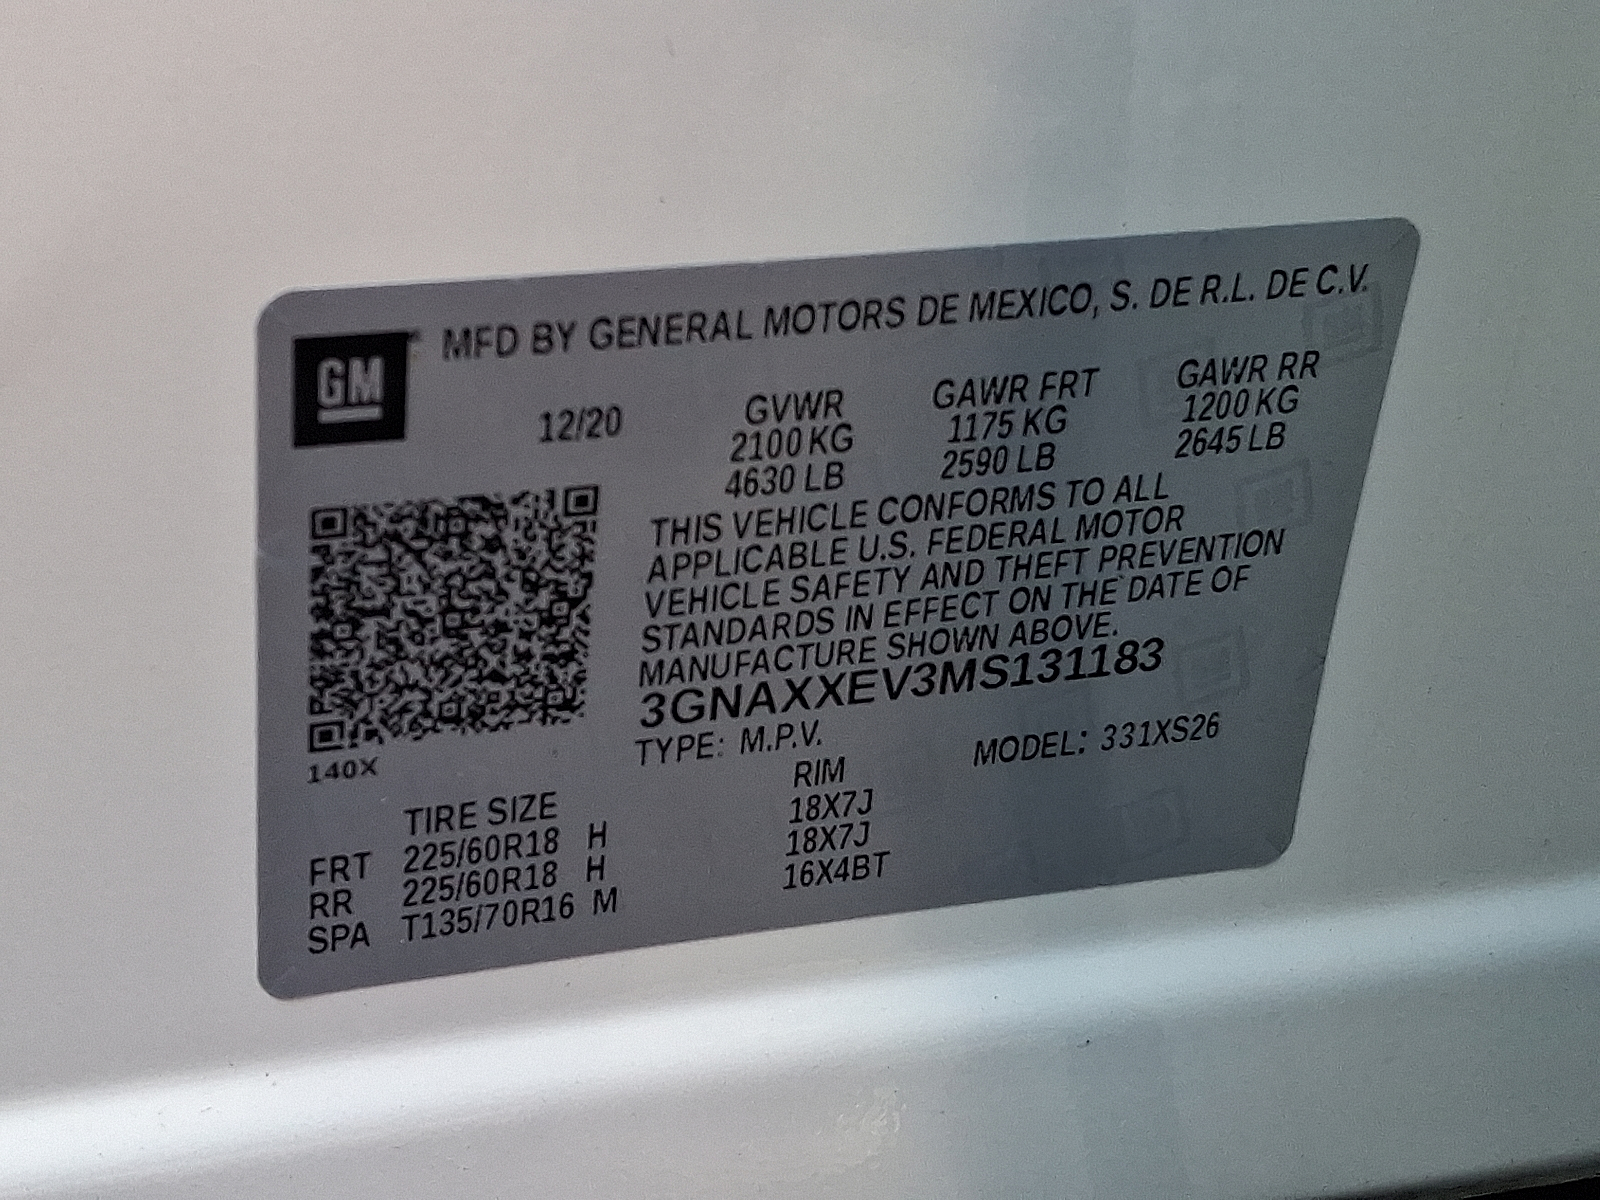 GM MFD BY GENERAL MOTORS DE MEXICO, S. DE R.L. DE C.V.
12/20 GVWR GAWR FRT GAWR RR
2100 KG 1175 KG 1200 KG
4630 LB 2590 LB 2645 LB
THIS VEHICLE CONFORMS TO ALL
APPLICABLE U.S. FEDERAL MOTOR
VEHICLE SAFETY AND THEFT PREVENTION
STANDARDS IN EFFECT ON THE DATE OF
MANUFACTURE SHOWN ABOVE.
3GNAXXEV3MS131183
TYPE: M.P.V. MODEL: 331XS26
140X
TIRE SIZE RIM
FRT 225/60R18 H 18X7J
RR 225/60R18 H 18X7J
SPA T135/70R16 M 16X4BT